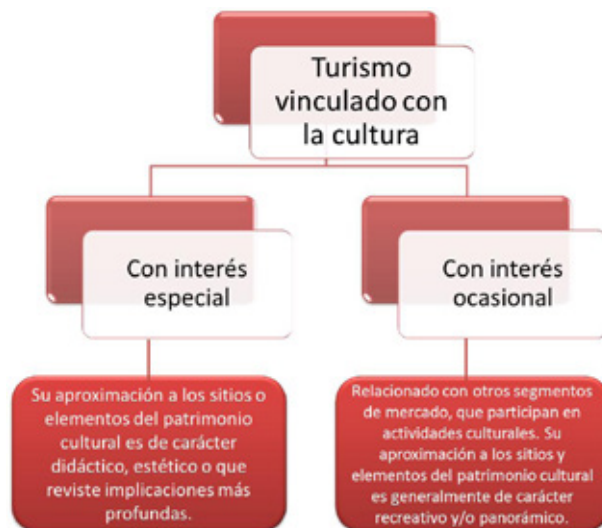 Turismo
vinculado con
la cultura
Con interés
especial
Con interés
ocasional
Su aproximación a los sitios o
elementos del patrimonio
cultural es de carácter
didáctico, estético o que
reviste implicaciones más
profundas.
Relacionado con otros segmentos
de mercado, que participan en
actividades culturales. Su
aproximación a los sitios y
elementos del patrimonio cultural
es generalmente de carácter
recreativo y/o panorámico.